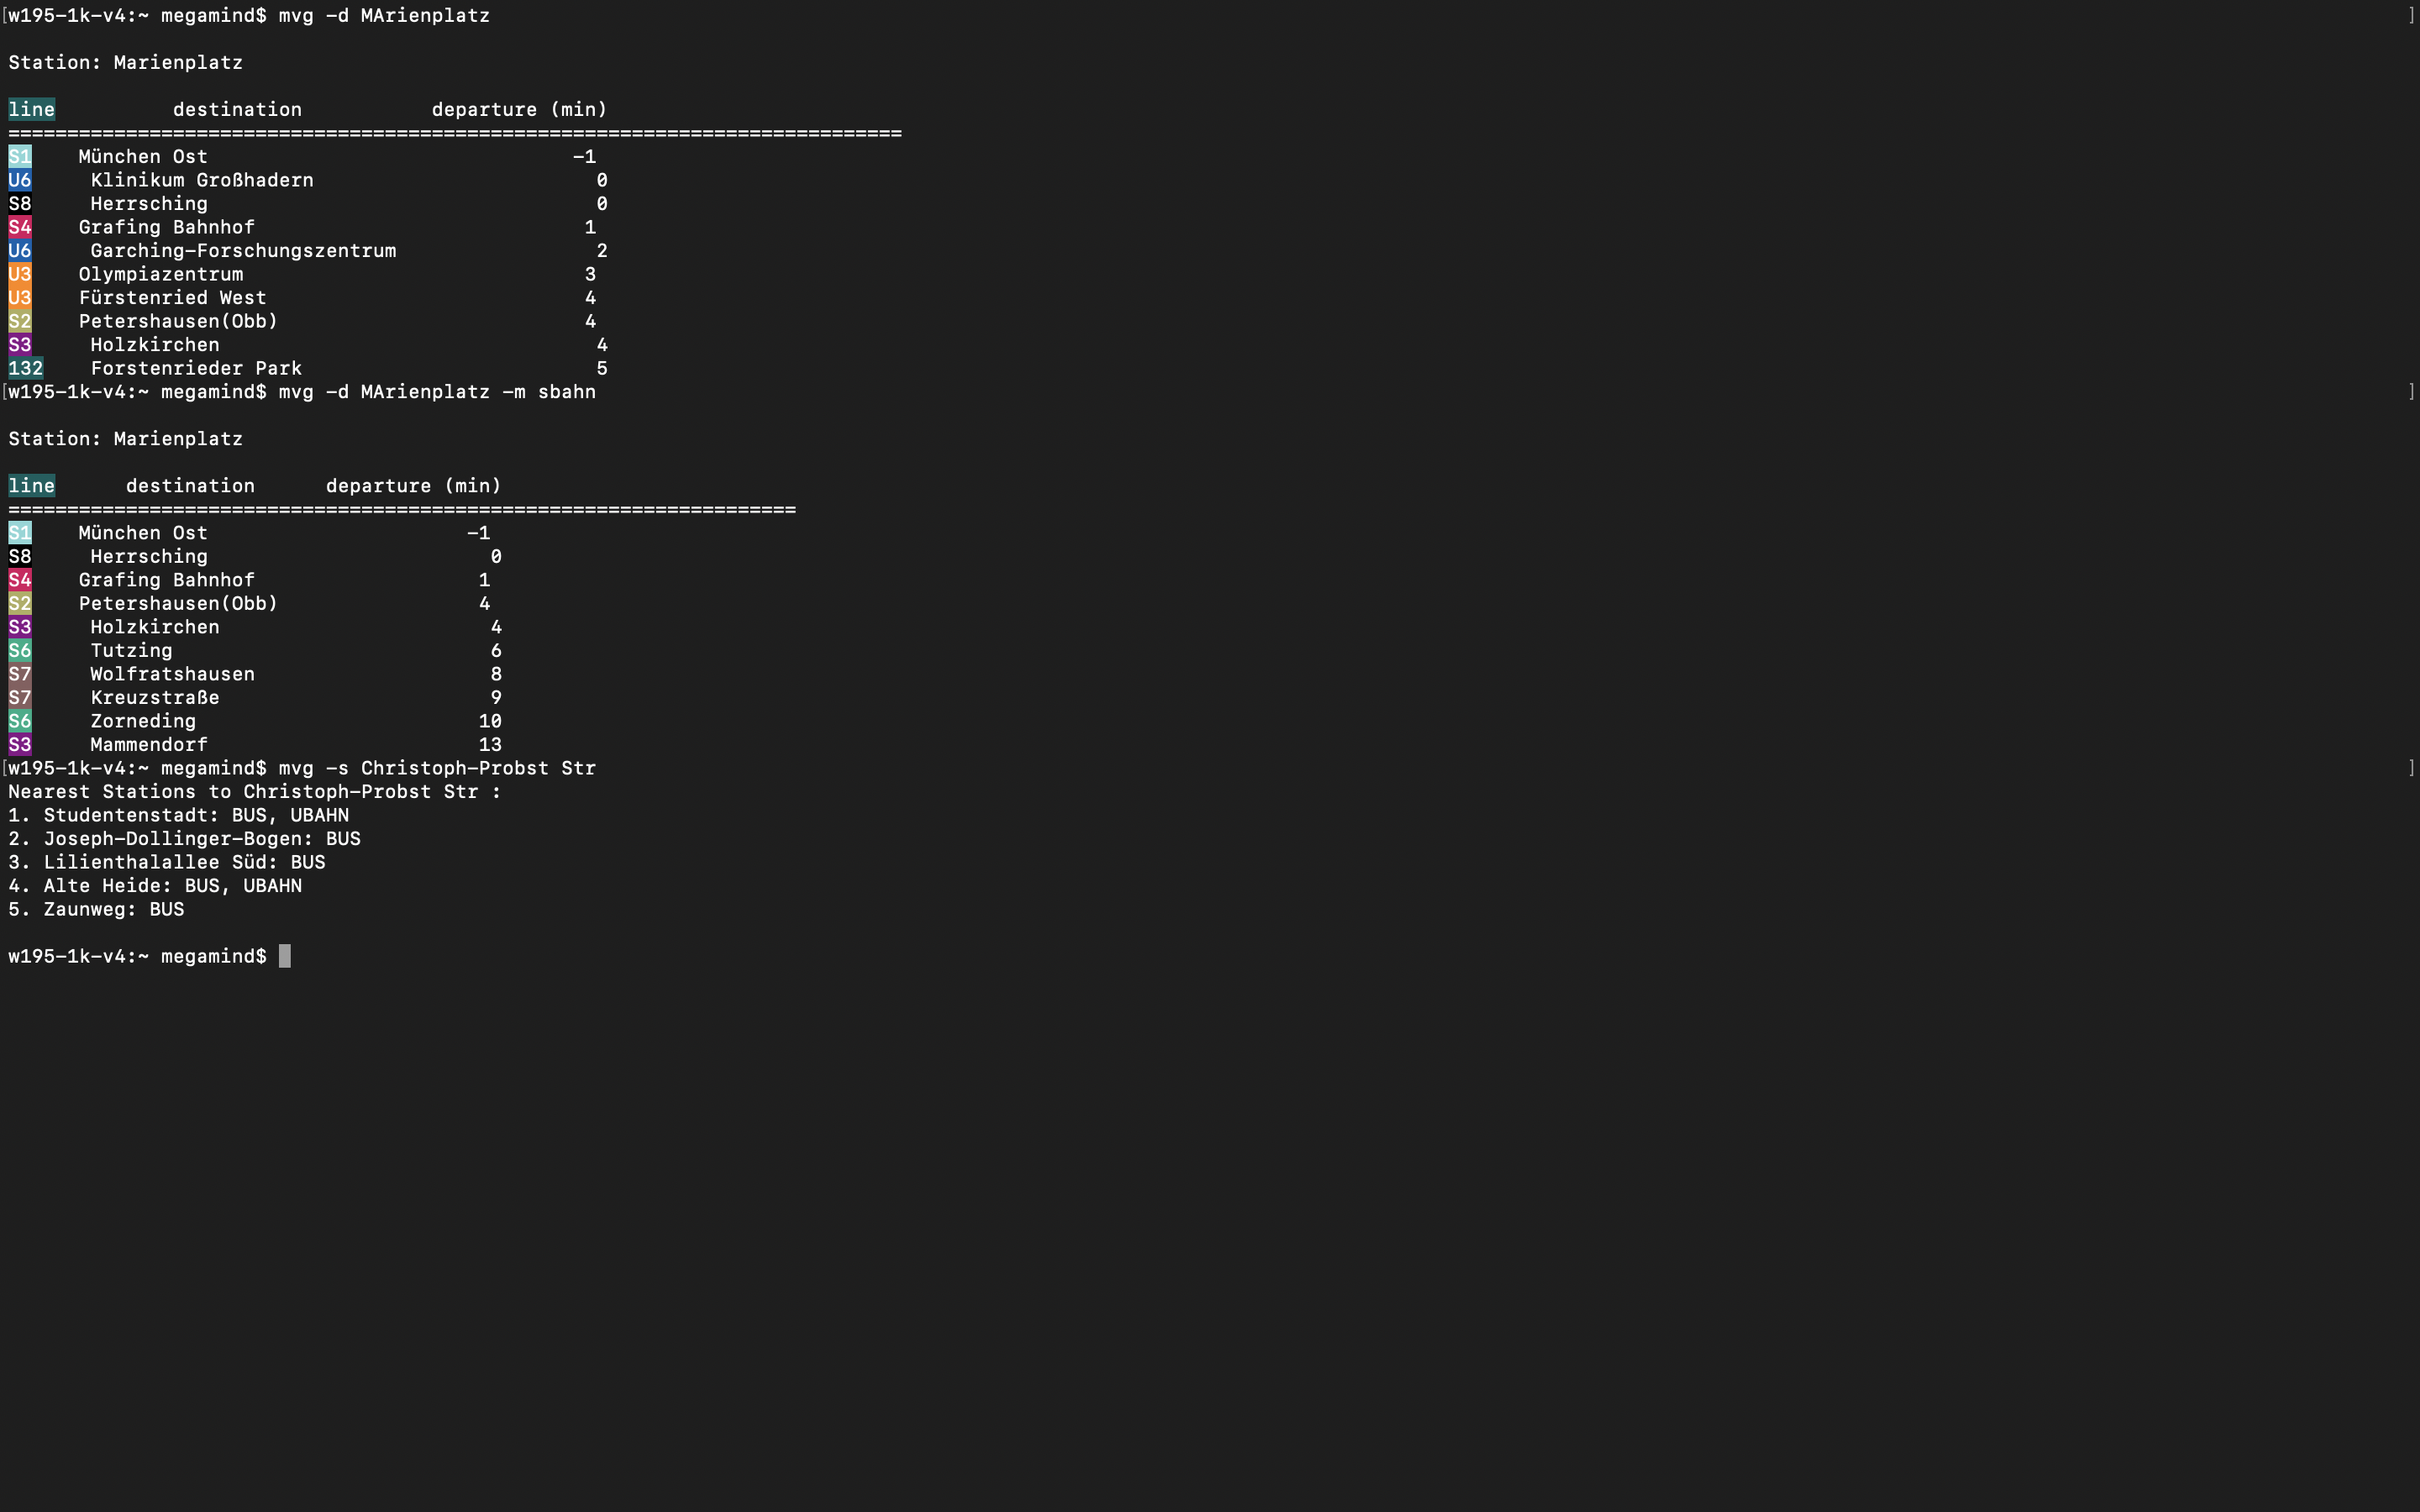 [w195-1k-v4:~ megamind$ mvg -d MArienplatz ]
Station: Marienplatz
line destination departure (min)
============================================================================
S1 München Ost -1
U6 Klinikum Großhadern 0
S8 Herrsching 0
S4 Grafing Bahnhof 1
U6 Garching-Forschungszentrum 2
U3 Olympiazentrum 3
U3 Fürstenried West 4
S2 Petershausen(Obb) 4
S3 Holzkirchen 4
132 Forstenrieder Park 5
[w195-1k-v4:~ megamind$ mvg -d MArienplatz -m sbahn ]
Station: Marienplatz
line destination departure (min)
===================================================================
S1 München Ost -1
S8 Herrsching 0
S4 Grafing Bahnhof 1
S2 Petershausen(Obb) 4
S3 Holzkirchen 4
S6 Tutzing 6
S7 Wolfratshausen 8
S7 Kreuzstraße 9
S6 Zorneding 10
S3 Mammendorf 13
[w195-1k-v4:~ megamind$ mvg -s Christoph-Probst Str ]
Nearest Stations to Christoph-Probst Str :
1. Studentenstadt: BUS, UBAHN
2. Joseph-Dollinger-Bogen: BUS
3. Lilienthalallee Süd: BUS
4. Alte Heide: BUS, UBAHN
5. Zaunweg: BUS
w195-1k-v4:~ megamind$